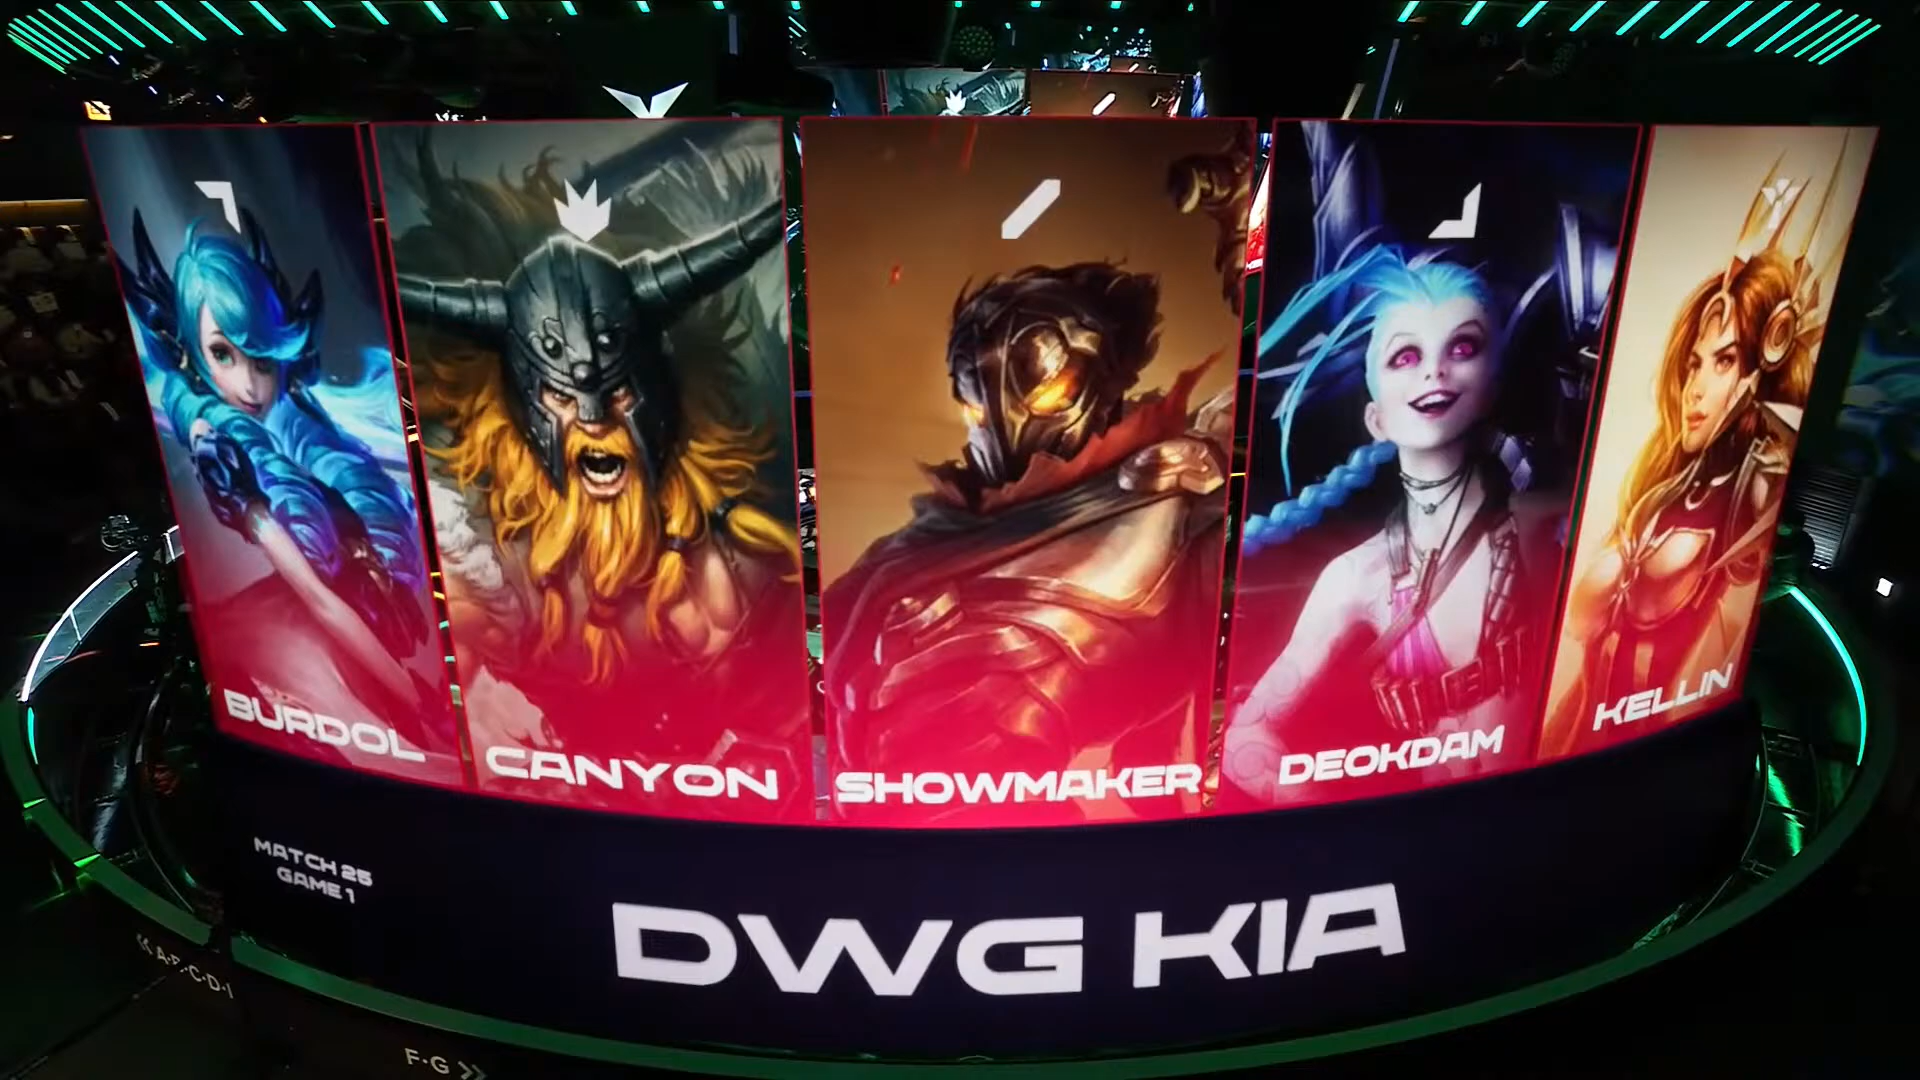 BURDOL
CANYON
SHOWMAKER
DEOKDAM
KELLIN
MATCH 25
GAME 1
DWG KIA
F·G >>